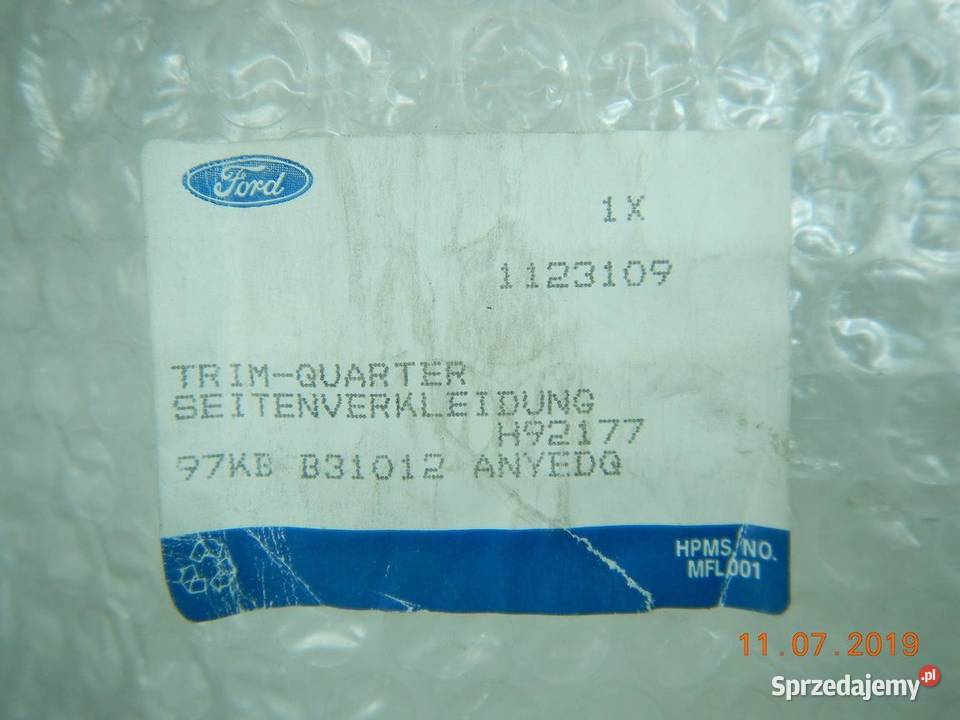 Ford
1X
1123109
TRIM-QUARTER
SEITENVERKLEIDUNG
H92177
97KB B31012 ANYEDQ
HPMS, NO.
MFL001
11.07.2019
Sprzedajemy.pl